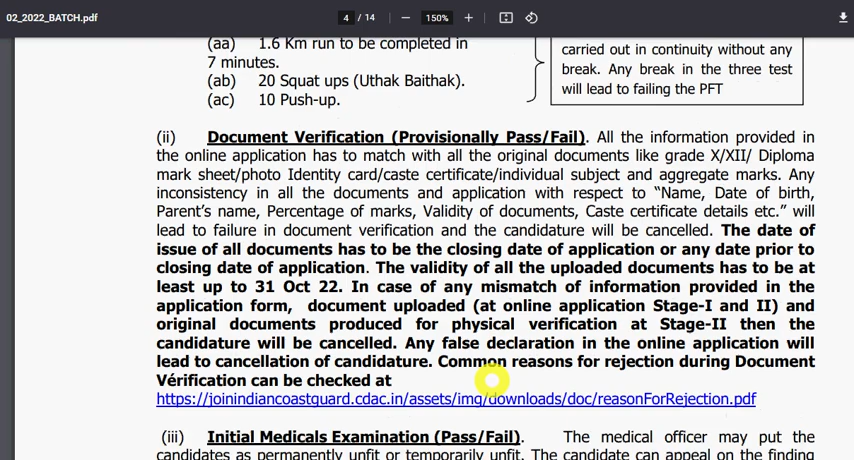 02_2022_BATCH.pdf
4 / 14
150%
(aa) 1.6 Km run to be completed in
7 minutes.
(ab) 20 Squat ups (Uthak Baithak).
(ac) 10 Push-up.
carried out in continuity without any
break. Any break in the three test
will lead to failing the PFT
(ii) Document Verification (Provisionally Pass/Fail). All the information provided in
the online application has to match with all the original documents like grade X/XII/ Diploma
mark sheet/photo Identity card/caste certificate/individual subject and aggregate marks. Any
inconsistency in all the documents and application with respect to “Name, Date of birth,
Parent’s name, Percentage of marks, Validity of documents, Caste certificate details etc.” will
lead to failure in document verification and the candidature will be cancelled. The date of
issue of all documents has to be the closing date of application or any date prior to
closing date of application. The validity of all the uploaded documents has to be at
least up to 31 Oct 22. In case of any mismatch of information provided in the
application form, document uploaded (at online application Stage-I and II) and
original documents produced for physical verification at Stage-II then the
candidature will be cancelled. Any false declaration in the online application will
lead to cancellation of candidature. Common reasons for rejection during Document
Verification can be checked at
https://joinindiancoastguard.cdac.in/assets/img/downloads/doc/reasonForRejection.pdf
(iii) Initial Medicals Examination (Pass/Fail). The medical officer may put the
candidates as permanently unfit or temporarily unfit. The candidate can appeal on the finding